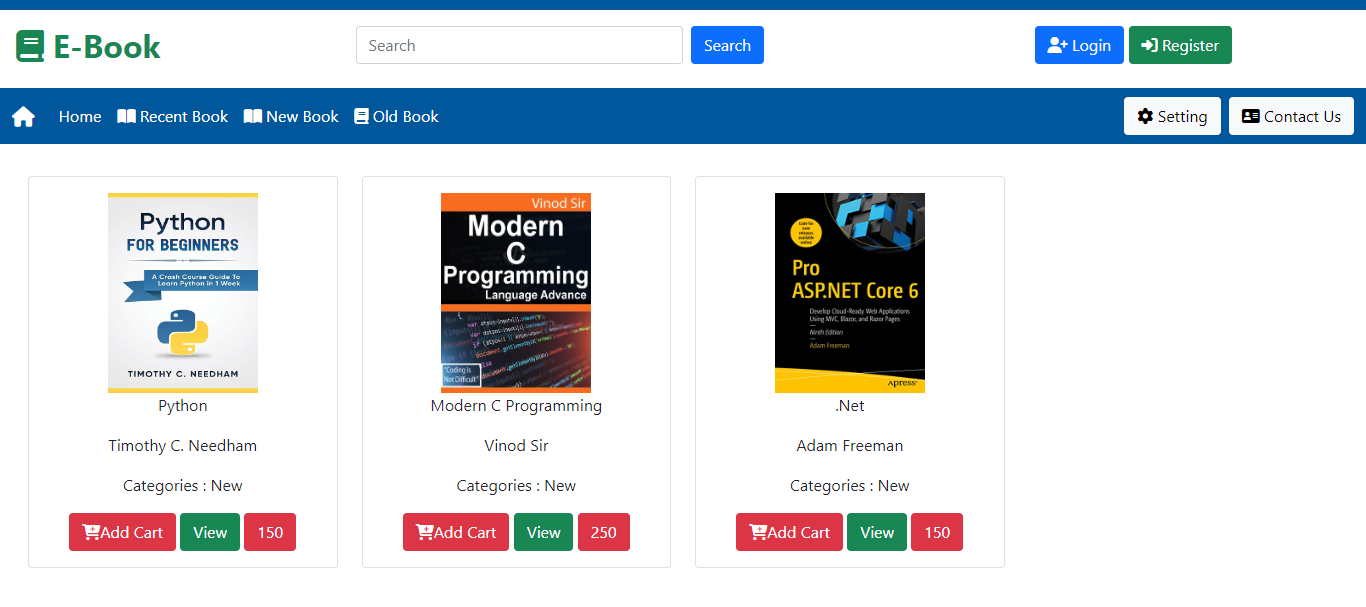 E-Book
Search
Search
Login
Register
Home
Recent Book
New Book
Old Book
Setting
Contact Us
Python
FOR BEGINNERS
A Crash Course Guide To
Learn Python in 1 Week
TIMOTHY C. NEEDHAM
Python
Timothy C. Needham
Categories : New
Add Cart
View
150
Vinod Sir
Modern
C
Programming
Language Advance
"Coding is
Not Difficult"
Modern C Programming
Vinod Sir
Categories : New
Add Cart
View
250
Code for
new
releases
available
online
Pro
ASP.NET Core 6
Develop Cloud-Ready Web Applications
Using MVC, Blazor, and Razor Pages
Ninth Edition
Adam Freeman
Apress
.Net
Adam Freeman
Categories : New
Add Cart
View
150